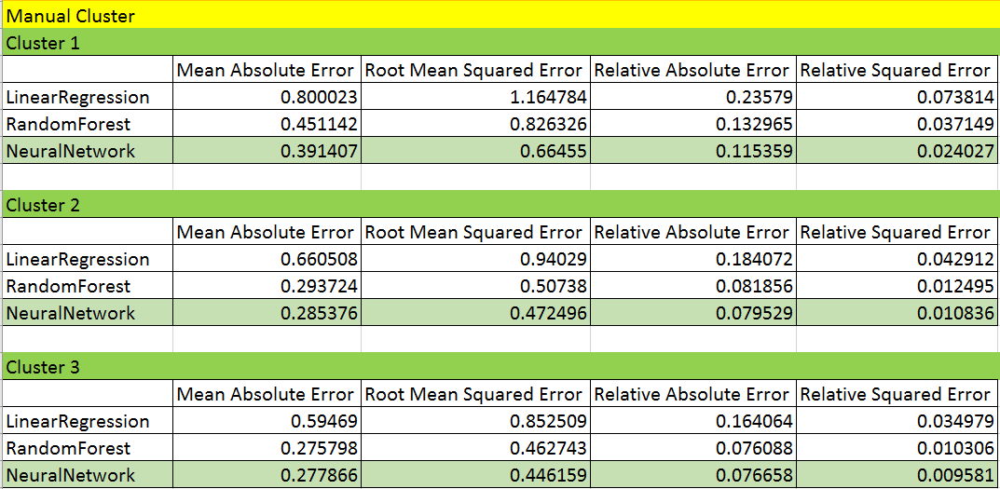 Manual Cluster
Cluster 1
Mean Absolute Error Root Mean Squared Error Relative Absolute Error Relative Squared Error
LinearRegression 0.800023 1.164784 0.23579 0.073814
RandomForest 0.451142 0.826326 0.132965 0.037149
NeuralNetwork 0.391407 0.66455 0.115359 0.024027
Cluster 2
Mean Absolute Error Root Mean Squared Error Relative Absolute Error Relative Squared Error
LinearRegression 0.660508 0.94029 0.184072 0.042912
RandomForest 0.293724 0.50738 0.081856 0.012495
NeuralNetwork 0.285376 0.472496 0.079529 0.010836
Cluster 3
Mean Absolute Error Root Mean Squared Error Relative Absolute Error Relative Squared Error
LinearRegression 0.59469 0.852509 0.164064 0.034979
RandomForest 0.275798 0.462743 0.076088 0.010306
NeuralNetwork 0.277866 0.446159 0.076658 0.009581